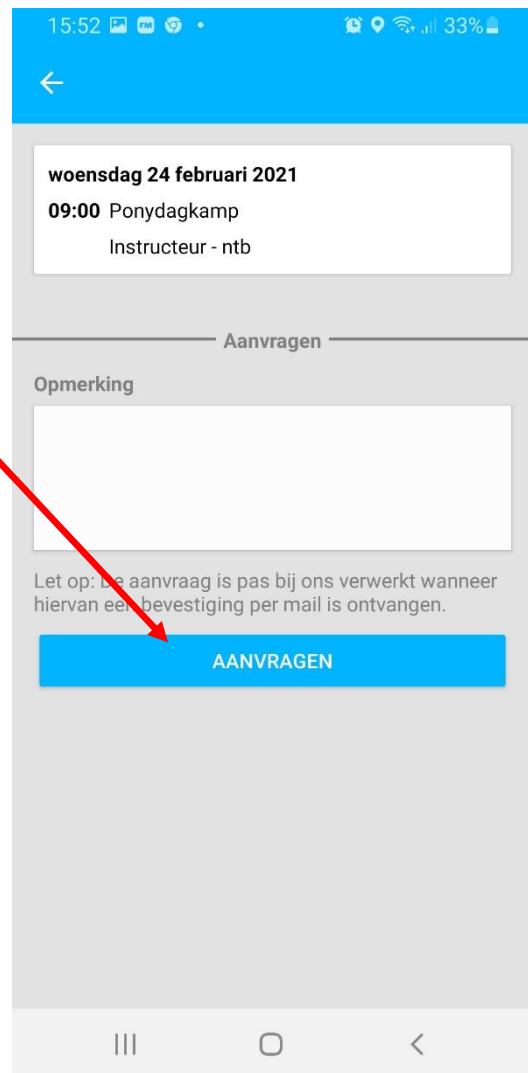 15:52 33%
woensdag 24 februari 2021
09:00 Ponydagkamp
Instructeur - ntb
Aanvragen
Opmerking
Let op: De aanvraag is pas bij ons verwerkt wanneer
hiervan een bevestiging per mail is ontvangen.
AANVRAGEN